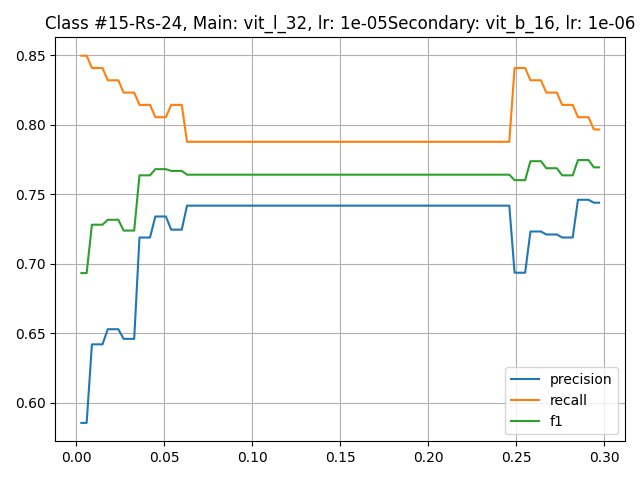 Class #15-Rs-24, Main: vit_l_32, lr: 1e-05Secondary: vit_b_16, lr: 1e-06
0.85
0.80
0.75
0.70
0.65
0.60
0.00 0.05 0.10 0.15 0.20 0.25 0.30
precision
recall
f1